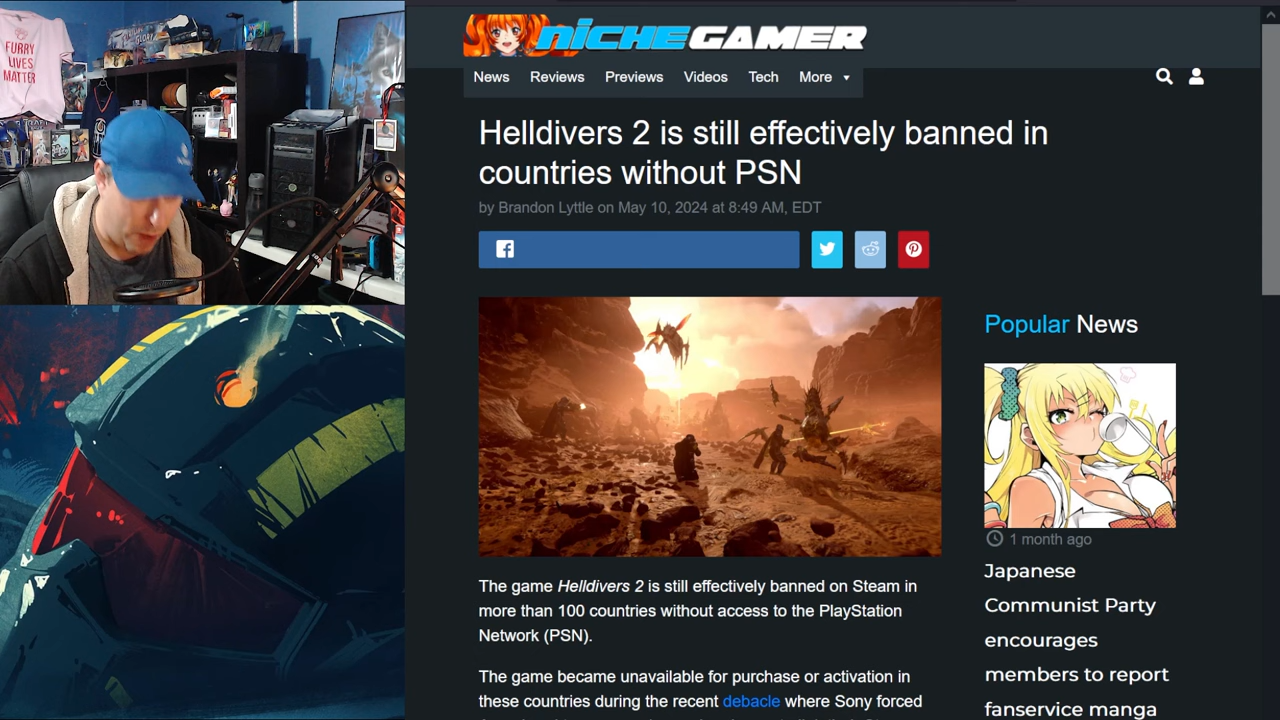 FURRY
LIVES
MATTER
NICHEGAMER
News Reviews Previews Videos Tech More
Helldivers 2 is still effectively banned in
countries without PSN
by Brandon Lyttle on May 10, 2024 at 8:49 AM, EDT
Popular News
1 month ago
Japanese
Communist Party
encourages
members to report
fanservice manga
The game Helldivers 2 is still effectively banned on Steam in
more than 100 countries without access to the PlayStation
Network (PSN).
The game became unavailable for purchase or activation in
these countries during the recent debacle where Sony forced